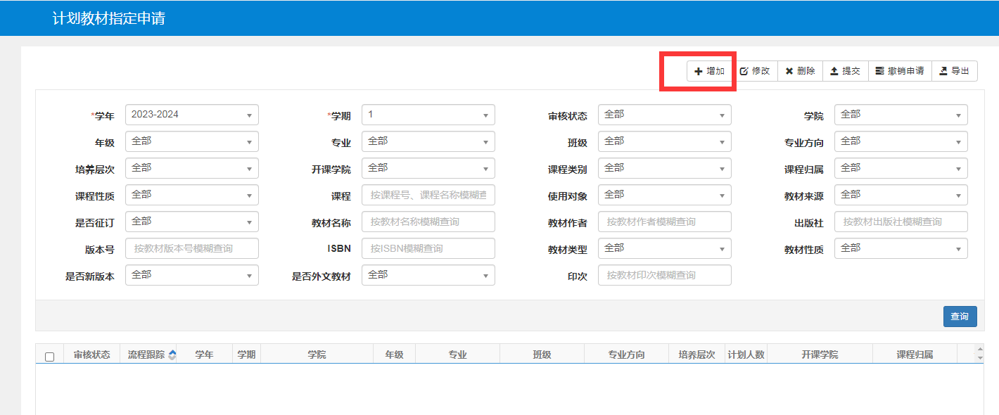 计划教材指定申请
增加 修改 删除 提交 撤销申请 导出
*学年 2023-2024 *学期 1 审核状态 全部 学院 全部
年级 全部 专业 全部 班级 全部 专业方向 全部
培养层次 全部 开课学院 全部 课程类别 全部 课程归属 全部
课程性质 全部 课程 按课程号、课程名称模糊查 使用对象 全部 教材来源 全部
是否征订 全部 教材名称 按教材名称模糊查询 教材作者 按教材作者模糊查询 出版社 按教材出版社模糊查询
版本号 按教材版本号模糊查询 ISBN 按ISBN模糊查询 教材类型 全部 教材性质 全部
是否新版本 全部 是否外文教材 全部 印次 按教材印次模糊查询
查询
审核状态 流程跟踪 学年 学期 学院 年级 专业 班级 专业方向 培养层次 计划人数 开课学院 课程归属